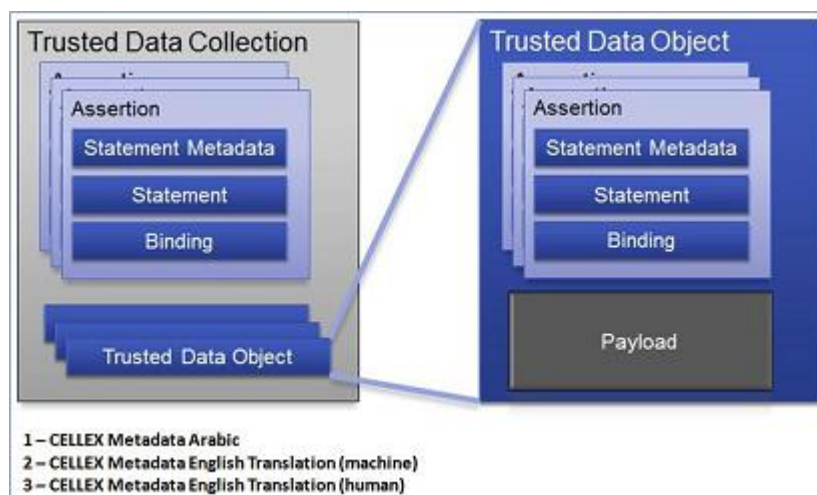 Trusted Data Collection
Assertion
Statement Metadata
Statement
Binding
Trusted Data Object
Trusted Data Object
Assertion
Statement Metadata
Statement
Binding
Payload
1 – CELLEX Metadata Arabic
2 – CELLEX Metadata English Translation (machine)
3 – CELLEX Metadata English Translation (human)